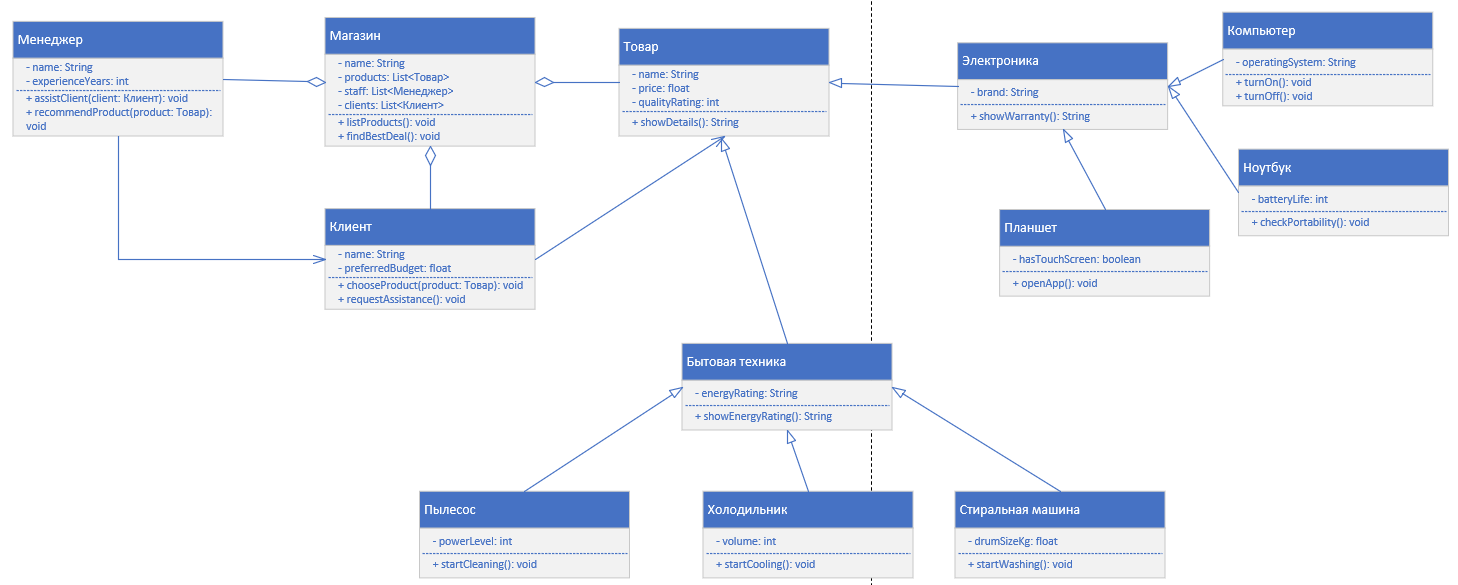 Менеджер
- name: String
- experienceYears: int
+ assistClient(client: Клиент): void
+ recommendProduct(product: Товар):
void
Магазин
- name: String
- products: List<Товар>
- staff: List<Менеджер>
- clients: List<Клиент>
+ listProducts(): void
+ findBestDeal(): void
Товар
- name: String
- price: float
- qualityRating: int
+ showDetails(): String
Электроника
- brand: String
+ showWarranty(): String
Компьютер
- operatingSystem: String
+ turnOn(): void
+ turnOff(): void
Ноутбук
- batteryLife: int
+ checkPortability(): void
Клиент
- name: String
- preferredBudget: float
+ chooseProduct(product: Товар): void
+ requestAssistance(): void
Планшет
- hasTouchScreen: boolean
+ openApp(): void
Бытовая техника
- energyRating: String
+ showEnergyRating(): String
Пылесос
- powerLevel: int
+ startCleaning(): void
Холодильник
- volume: int
+ startCooling(): void
Стиральная машина
- drumSizeKg: float
+ startWashing(): void